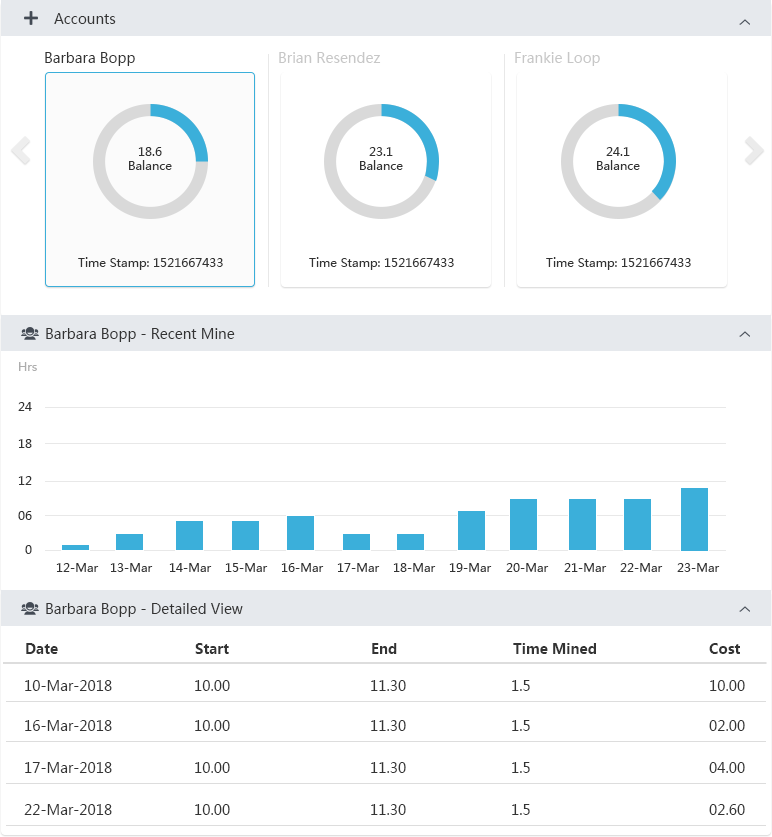 Accounts
Barbara Bopp
Brian Resendez
Frankie Loop
18.6
Balance
23.1
Balance
24.1
Balance
Time Stamp: 1521667433
Time Stamp: 1521667433
Time Stamp: 1521667433
Barbara Bopp - Recent Mine
Hrs
24
18
12
06
0
12-Mar 13-Mar 14-Mar 15-Mar 16-Mar 17-Mar 18-Mar 19-Mar 20-Mar 21-Mar 22-Mar 23-Mar
Barbara Bopp - Detailed View
Date Start End Time Mined Cost
10-Mar-2018 10.00 11.30 1.5 10.00
16-Mar-2018 10.00 11.30 1.5 02.00
17-Mar-2018 10.00 11.30 1.5 04.00
22-Mar-2018 10.00 11.30 1.5 02.60